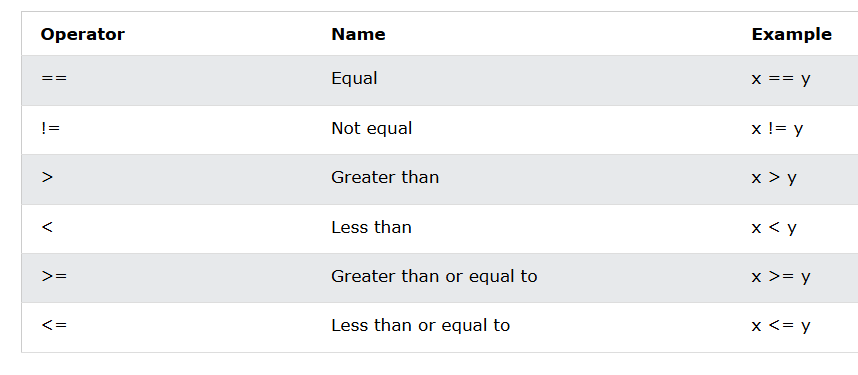 Operator Name Example
== Equal x == y
!= Not equal x != y
> Greater than x > y
< Less than x < y
>= Greater than or equal to x >= y
<= Less than or equal to x <= y